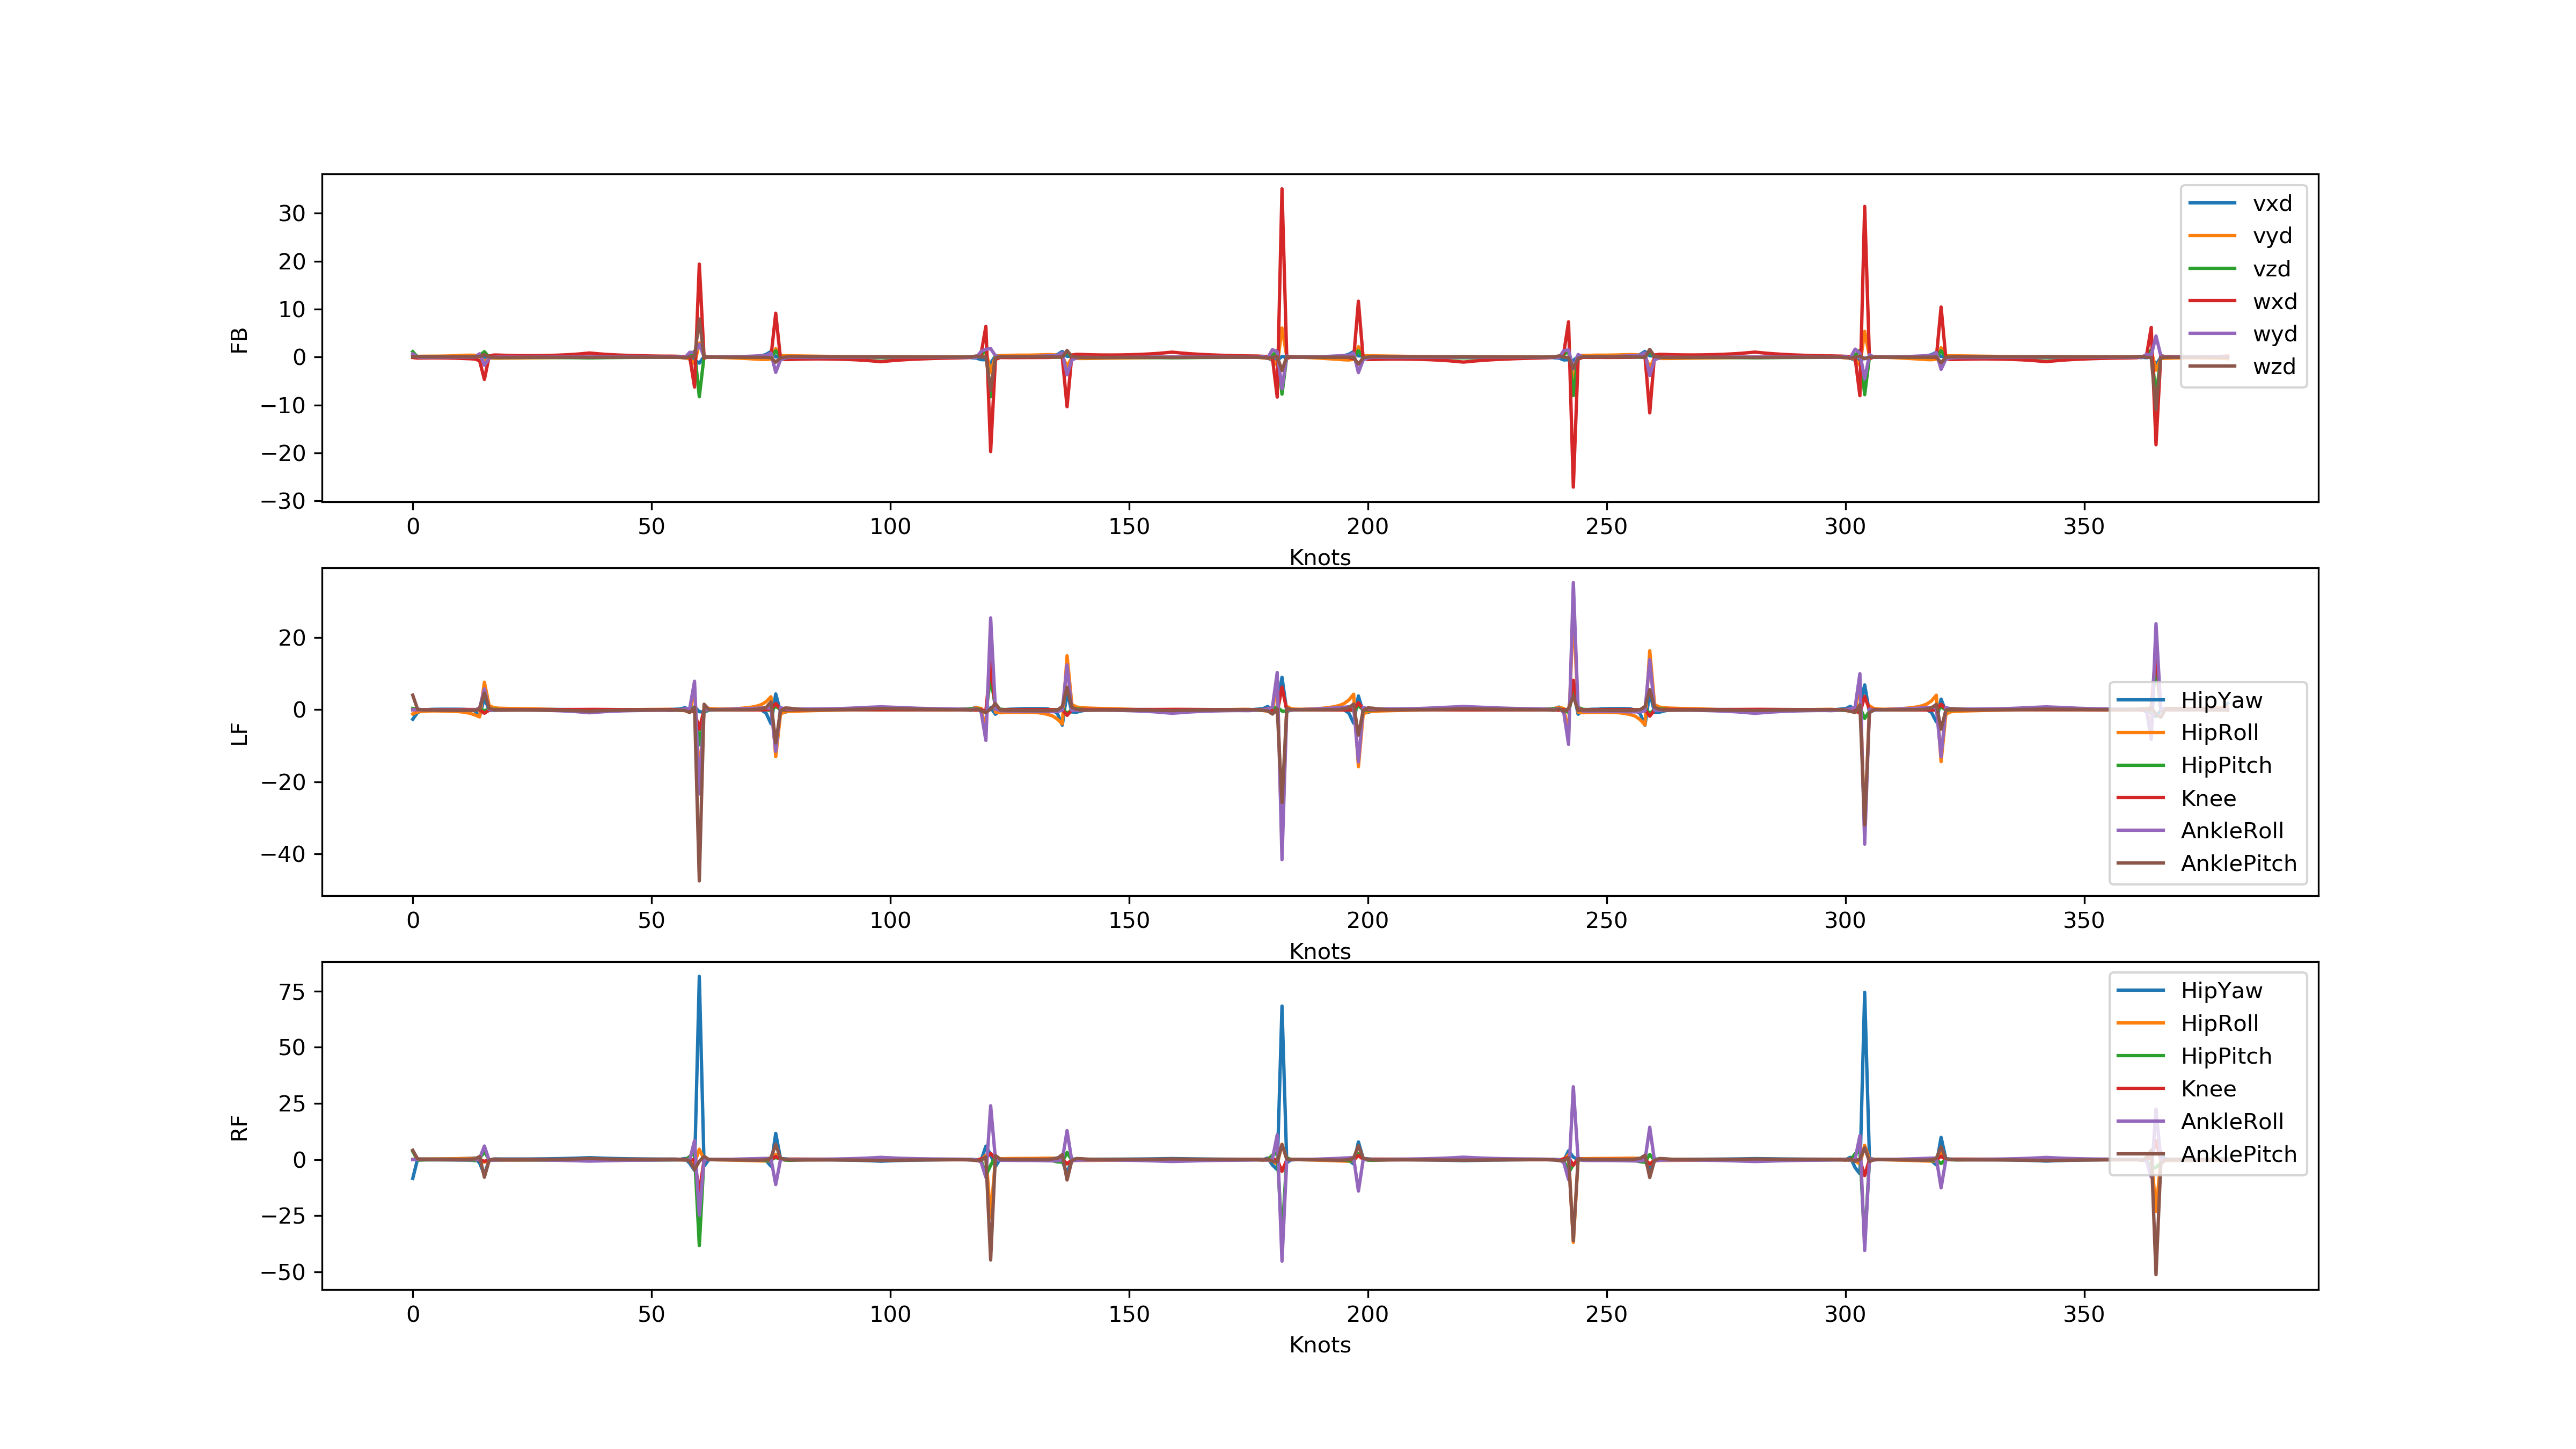 FB
30
20
10
0
−10
−20
−30
vxd
vyd
vzd
wxd
wyd
wzd
0 50 100 150 200 250 300 350
Knots
LF
20
0
−20
−40
HipYaw
HipRoll
HipPitch
Knee
AnkleRoll
AnklePitch
0 50 100 150 200 250 300 350
Knots
RF
75
50
25
0
−25
−50
HipYaw
HipRoll
HipPitch
Knee
AnkleRoll
AnklePitch
0 50 100 150 200 250 300 350
Knots